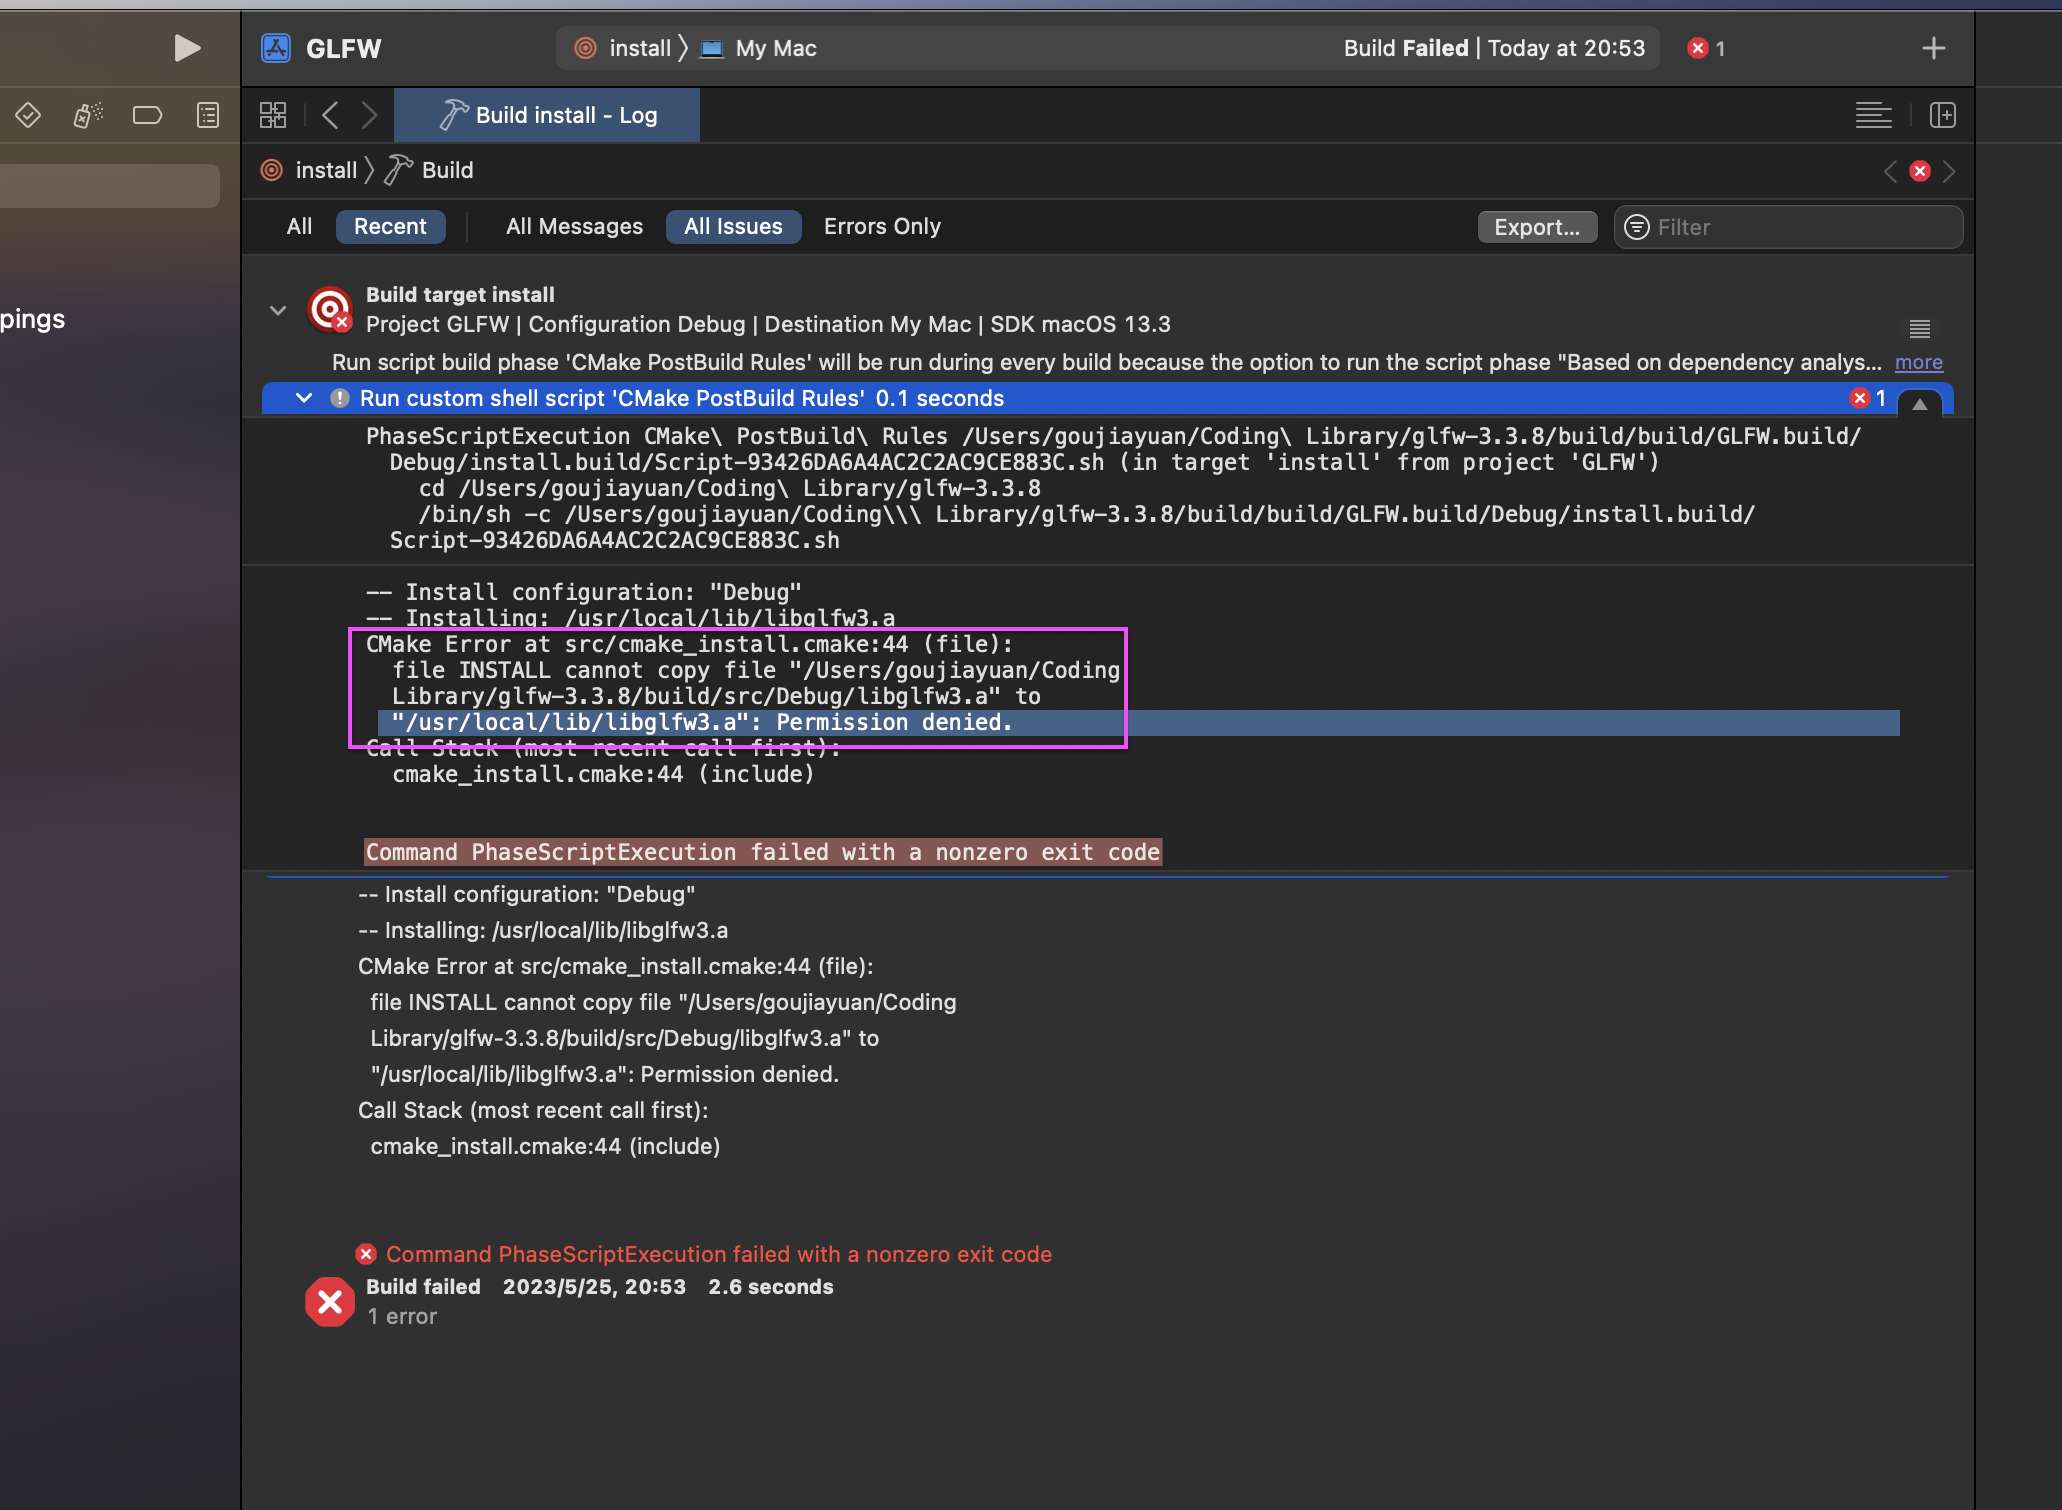 GLFW
install 〉 My Mac
Build Failed | Today at 20:53
1
Build install – Log
install 〉 Build
All Recent All Messages All Issues Errors Only
Export...
Filter
pings
Build target install
Project GLFW | Configuration Debug | Destination My Mac | SDK macOS 13.3
Run script build phase 'CMake PostBuild Rules' will be run during every build because the option to run the script phase "Based on dependency analys... more
Run custom shell script 'CMake PostBuild Rules' 0.1 seconds
1
PhaseScriptExecution CMake\ PostBuild\ Rules /Users/goujiayuan/Coding\ Library/glfw-3.3.8/build/build/GLFW.build/
Debug/install.build/Script-93426DA6A4AC2C2AC9CE883C.sh (in target 'install' from project 'GLFW')
cd /Users/goujiayuan/Coding\ Library/glfw-3.3.8
/bin/sh -c /Users/goujiayuan/Coding\\\ Library/glfw-3.3.8/build/build/GLFW.build/Debug/install.build/
Script-93426DA6A4AC2C2AC9CE883C.sh
-- Install configuration: "Debug"
-- Installing: /usr/local/lib/libglfw3.a
CMake Error at src/cmake_install.cmake:44 (file):
file INSTALL cannot copy file "/Users/goujiayuan/Coding
Library/glfw-3.3.8/build/src/Debug/libglfw3.a" to
"/usr/local/lib/libglfw3.a": Permission denied.
Call Stack (most recent call first):
cmake_install.cmake:44 (include)
Command PhaseScriptExecution failed with a nonzero exit code
-- Install configuration: "Debug"
-- Installing: /usr/local/lib/libglfw3.a
CMake Error at src/cmake_install.cmake:44 (file):
file INSTALL cannot copy file "/Users/goujiayuan/Coding
Library/glfw-3.3.8/build/src/Debug/libglfw3.a" to
"/usr/local/lib/libglfw3.a": Permission denied.
Call Stack (most recent call first):
cmake_install.cmake:44 (include)
Command PhaseScriptExecution failed with a nonzero exit code
Build failed 2023/5/25, 20:53 2.6 seconds
1 error